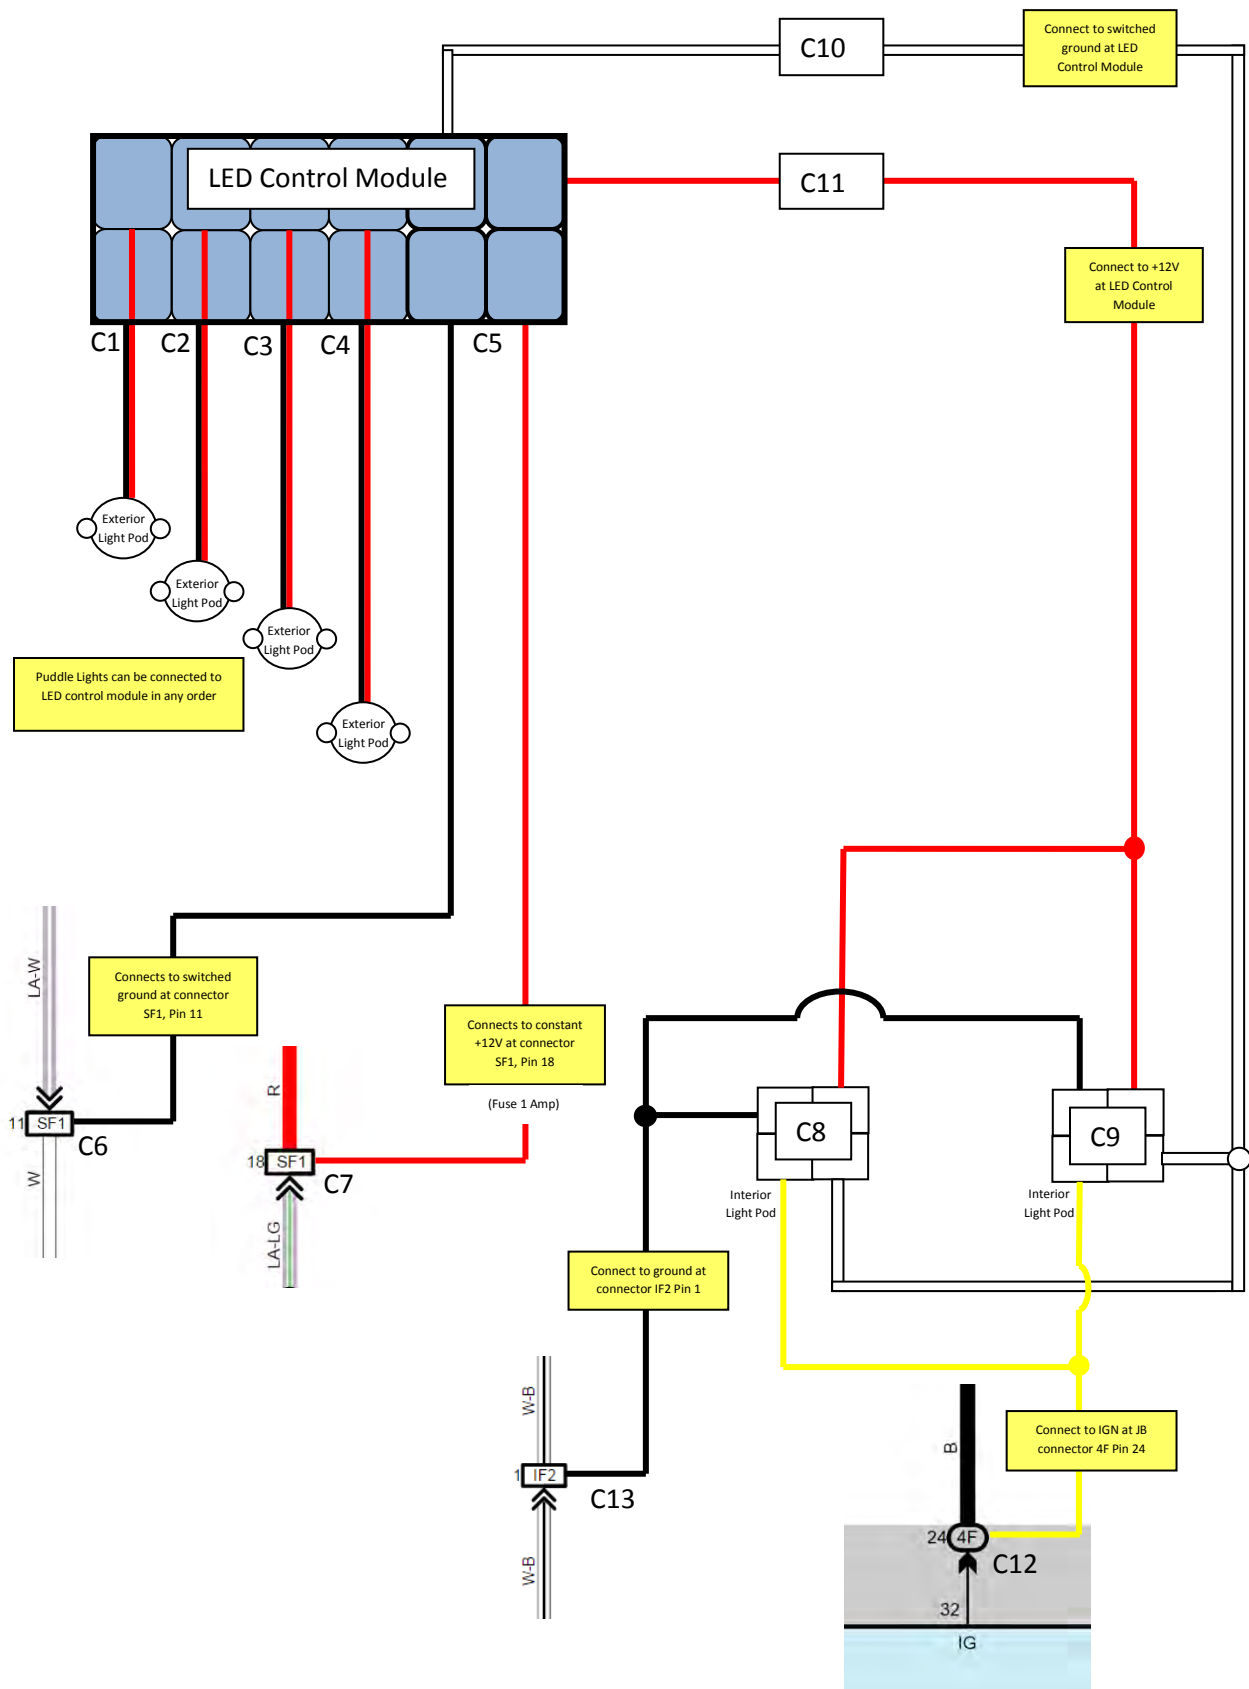 C10
Connect to switched
ground at LED
Control Module
LED Control Module
C11
Connect to +12V
at LED Control
Module
C1
C2
C3
C4
C5
Exterior
Light Pod
Exterior
Light Pod
Exterior
Light Pod
Exterior
Light Pod
Puddle Lights can be connected to
LED control module in any order
LA-W
Connects to switched
ground at connector
SF1, Pin 11
11 SF1
C6
W
R
Connects to constant
+12V at connector
SF1, Pin 18
(Fuse 1 Amp)
18 SF1
C7
LA-LG
C8
C9
Interior
Light Pod
Interior
Light Pod
Connect to ground at
connector IF2 Pin 1
W-B
1 IF2
C13
W-B
B
Connect to IGN at JB
connector 4F Pin 24
24 4F
C12
32
IG